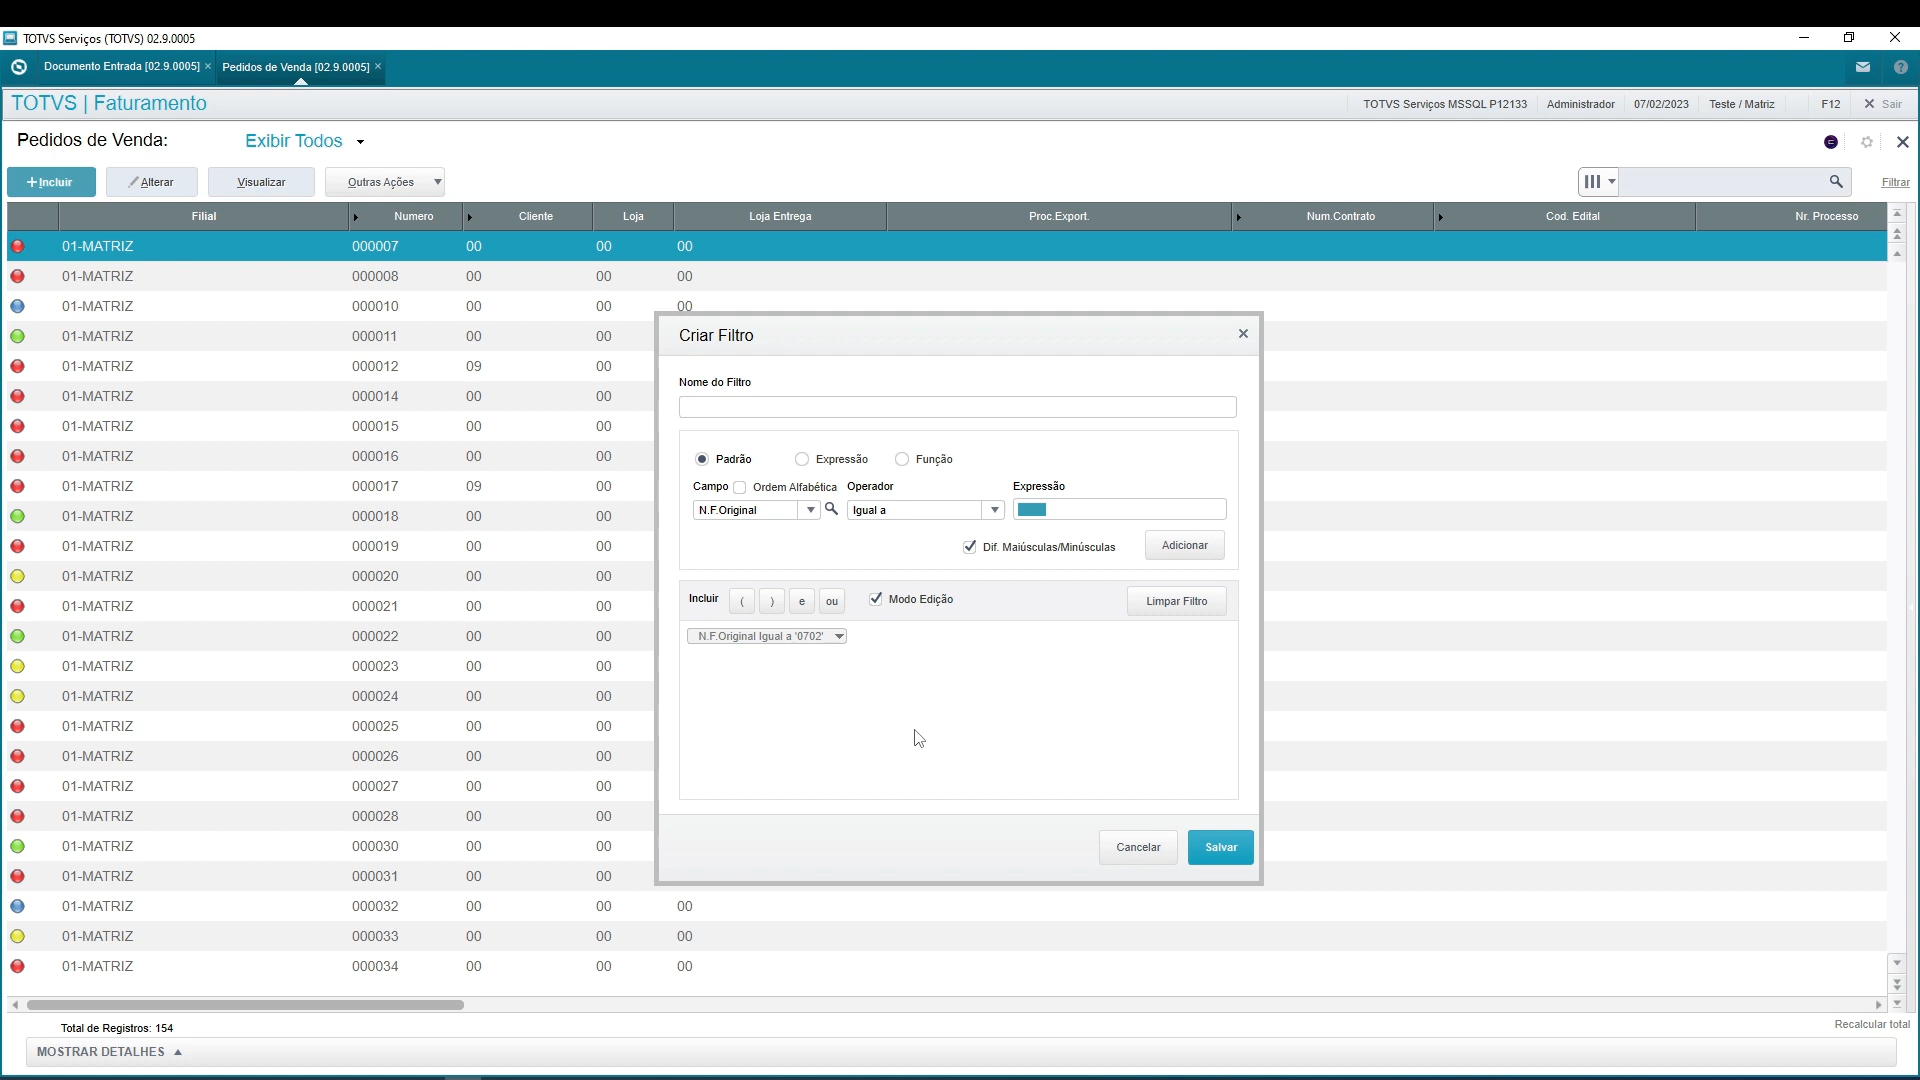 TOTVS Serviços (TOTVS) 02.9.0005
Documento Entrada [02.9.0005] × Pedidos de Venda [02.9.0005] ×
TOTVS | Faturamento TOTVS Serviços MSSQL P12133 Administrador 07/02/2023 Teste / Matriz F12 Sair
Pedidos de Venda: Exibir Todos
+Incluir Alterar Visualizar Outras Ações Filtrar
Filial Numero Cliente Loja Loja Entrega Proc.Export. Num.Contrato Cod. Edital Nr. Processo
01-MATRIZ 000007 00 00 00
01-MATRIZ 000008 00 00 00
01-MATRIZ 000010 00 00 00
01-MATRIZ 000011 00 00
01-MATRIZ 000012 09 00
01-MATRIZ 000014 00 00
01-MATRIZ 000015 00 00
01-MATRIZ 000016 00 00
01-MATRIZ 000017 09 00
01-MATRIZ 000018 00 00
01-MATRIZ 000019 00 00
01-MATRIZ 000020 00 00
01-MATRIZ 000021 00 00
01-MATRIZ 000022 00 00
01-MATRIZ 000023 00 00
01-MATRIZ 000024 00 00
01-MATRIZ 000025 00 00
01-MATRIZ 000026 00 00
01-MATRIZ 000027 00 00
01-MATRIZ 000028 00 00
01-MATRIZ 000030 00 00
01-MATRIZ 000031 00 00
01-MATRIZ 000032 00 00 00
01-MATRIZ 000033 00 00 00
01-MATRIZ 000034 00 00 00
Criar Filtro
Nome do Filtro
Padrão Expressão Função
Campo Ordem Alfabética Operador Expressão
N.F.Original Igual a
Dif. Maiúsculas/Minúsculas Adicionar
Incluir ( ) e ou Modo Edição Limpar Filtro
N.F.Original Igual a '0702'
Cancelar Salvar
Total de Registros: 154 Recalcular total
MOSTRAR DETALHES